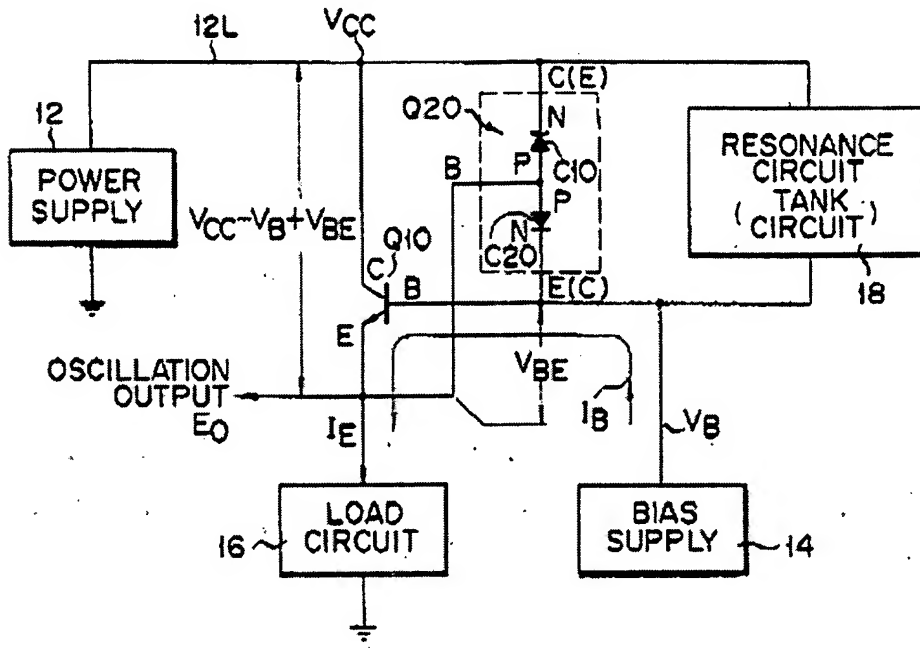 12L
VCC
C(E)
12
Q20
N
C10
P
B
P
N
C20
POWER
SUPPLY
VCC-VB+VBE
RESONANCE
CIRCUIT
( TANK
CIRCUIT )
18
Q10
C
B
E(C)
E
VBE
OSCILLATION
OUTPUT
EO
IE
IB
VB
LOAD
CIRCUIT
16
BIAS
SUPPLY
14